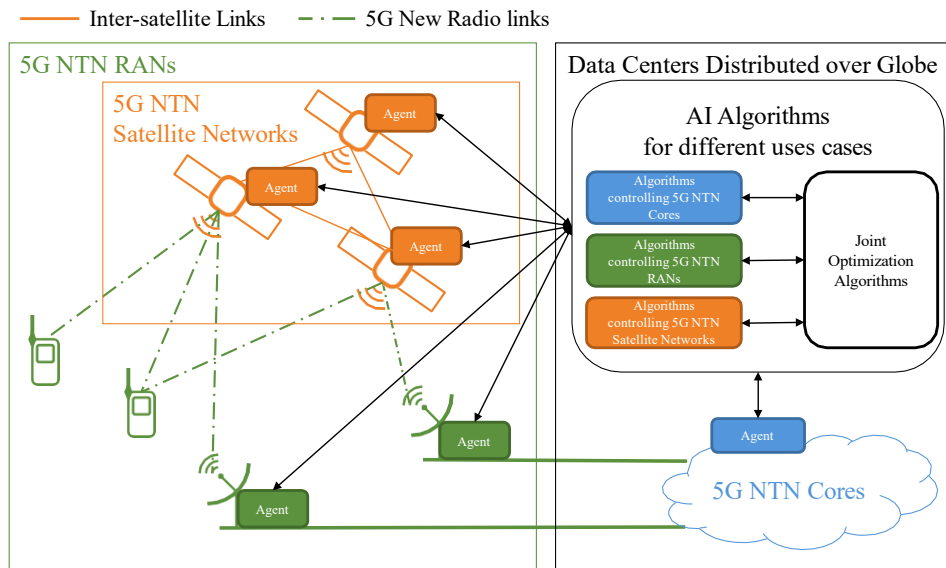 Inter-satellite Links
5G New Radio links
5G NTN RANs
5G NTN
Satellite Networks
Agent
Agent
Agent
Agent
Agent
Data Centers Distributed over Globe
AI Algorithms
for different uses cases
Algorithms
controlling 5G NTN
Cores
Algorithms
controlling 5G NTN
RANs
Algorithms
controlling 5G NTN
Satellite Networks
Joint
Optimization
Algorithms
Agent
5G NTN Cores